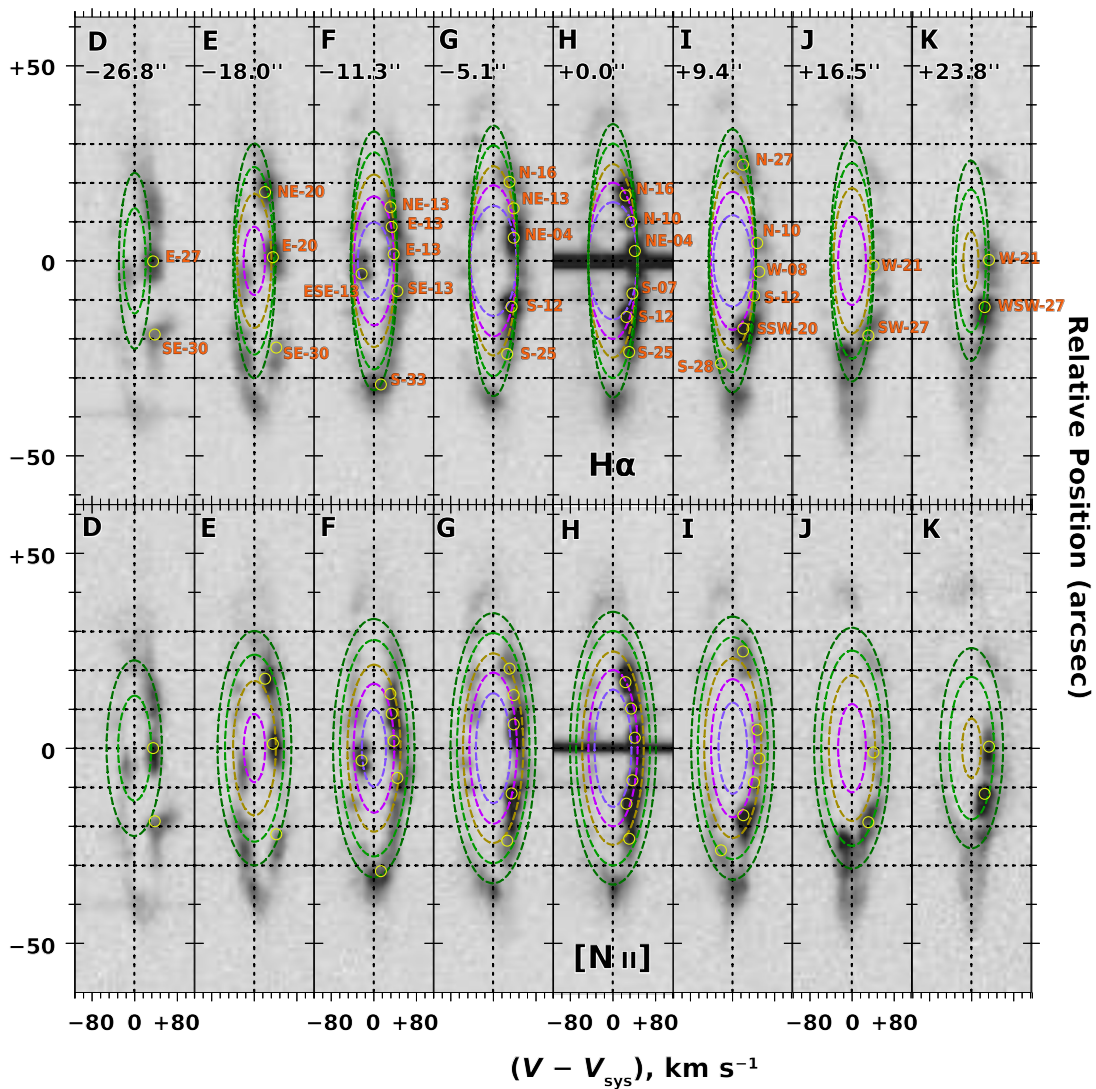 D E F G H I J K
−26.8'' −18.0'' −11.3'' −5.1'' +0.0'' +9.4'' +16.5'' +23.8''
+50
N-27
N-16 N-16
NE-20 NE-13 NE-13
E-13 N-10 N-10
E-20 E-13 NE-04 NE-04
0
E-27 W-08 W-21 W-21
ESE-13 SE-13 S-07 S-12
S-12 S-12 WSW-27
SE-30 SSW-20 SW-27
SE-30 S-25 S-25
S-33 S-28
−50
Hα
D E F G H I J K
+50
0
−50
[N II]
−80 0 +80 −80 0 +80 −80 0 +80 −80 0 +80
(V − Vsys), km s−1
Relative Position (arcsec)